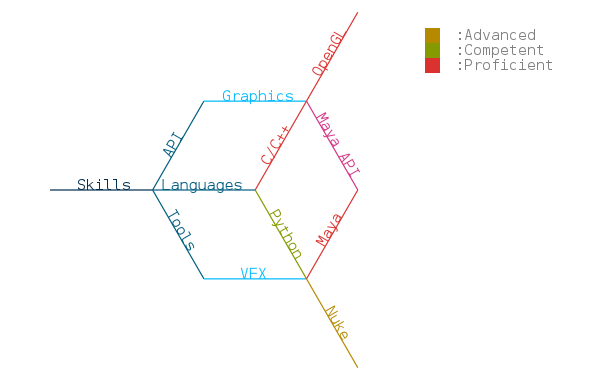 :Advanced
:Competent
:Proficient
OpenGL
Graphics
API
C/C++
Maya API
Skills
Languages
Tools
Python
Maya
VFX
Nuke